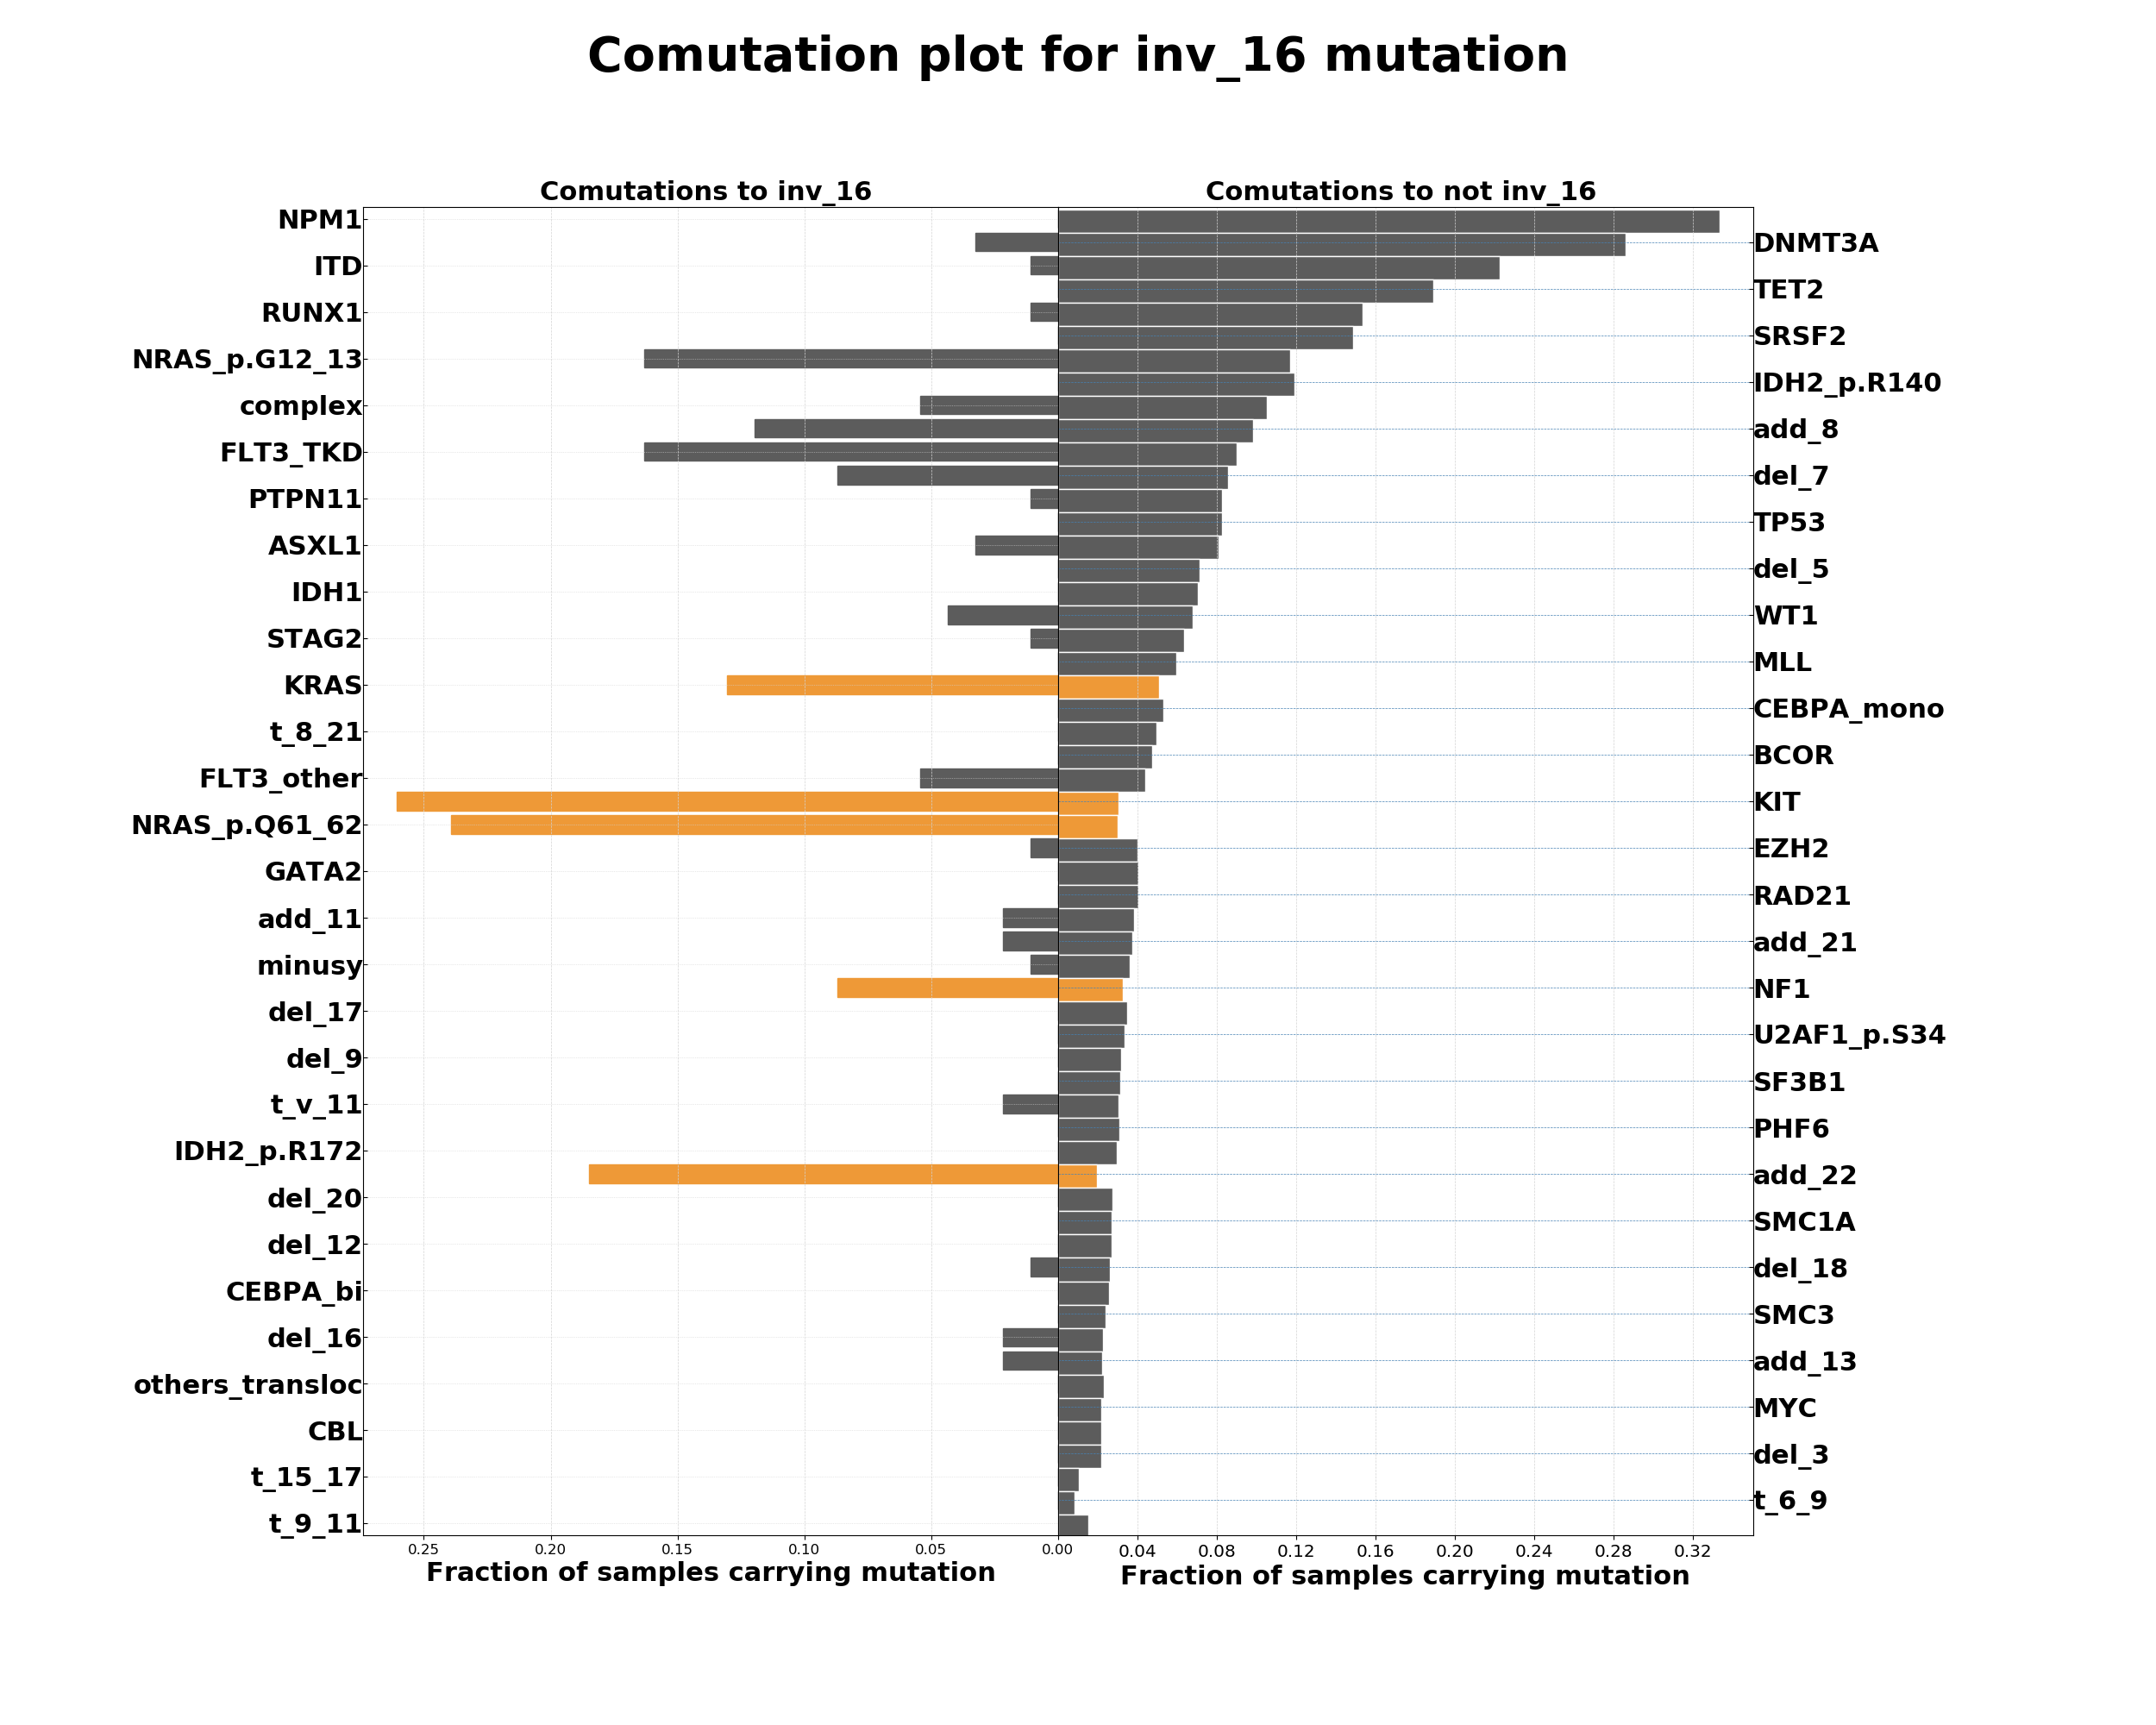 Comutation plot for inv_16 mutation
Comutations to inv_16
Comutations to not inv_16
NPM1
DNMT3A
ITD
TET2
RUNX1
SRSF2
NRAS_p.G12_13
IDH2_p.R140
complex
add_8
FLT3_TKD
del_7
PTPN11
TP53
ASXL1
del_5
IDH1
WT1
STAG2
MLL
KRAS
CEBPA_mono
t_8_21
BCOR
FLT3_other
KIT
NRAS_p.Q61_62
EZH2
GATA2
RAD21
add_11
add_21
minusy
NF1
del_17
U2AF1_p.S34
del_9
SF3B1
t_v_11
PHF6
IDH2_p.R172
add_22
del_20
SMC1A
del_12
del_18
CEBPA_bi
SMC3
del_16
add_13
others_transloc
MYC
CBL
del_3
t_15_17
t_6_9
t_9_11
0.25 0.20 0.15 0.10 0.05 0.00 0.04 0.08 0.12 0.16 0.20 0.24 0.28 0.32
Fraction of samples carrying mutation
Fraction of samples carrying mutation